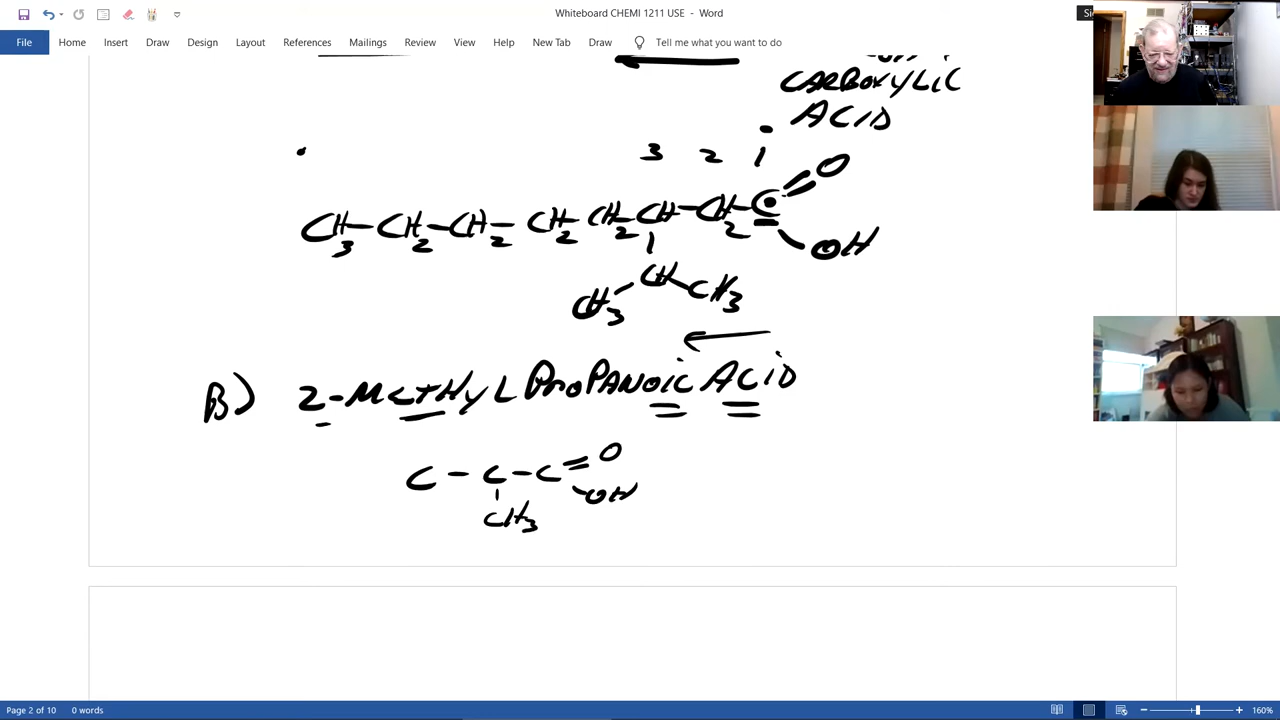 Whiteboard CHEMI 1211 USE - Word
File Home Insert Draw Design Layout References Mailings Review View Help New Tab Draw Tell me what you want to do
CARBOXYLIC
ACID
3 2 1
O
CH3-CH2-CH2-CH2-CH2-CH-CH2-C=
OH
CH3-CH-CH3
B) 2-METHYL PROPANOIC ACID
C-C-C=O
OH
CH3
Page 2 of 10 0 words 160%